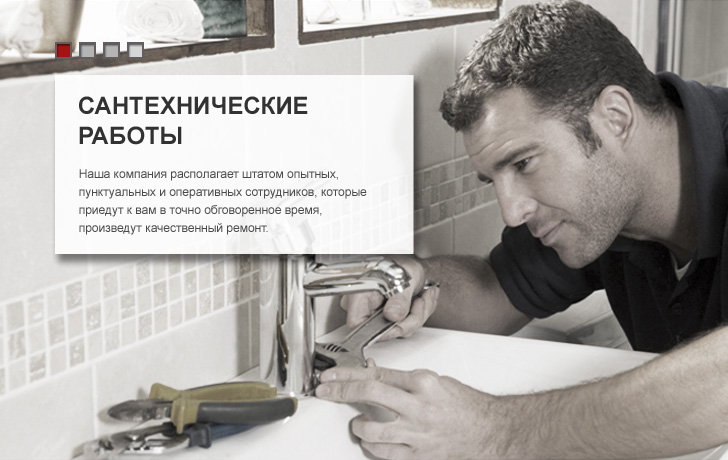 САНТЕХНИЧЕСКИЕ
РАБОТЫ
Наша компания располагает штатом опытных,
пунктуальных и оперативных сотрудников, которые
приедут к вам в точно обговоренное время,
произведут качественный ремонт.